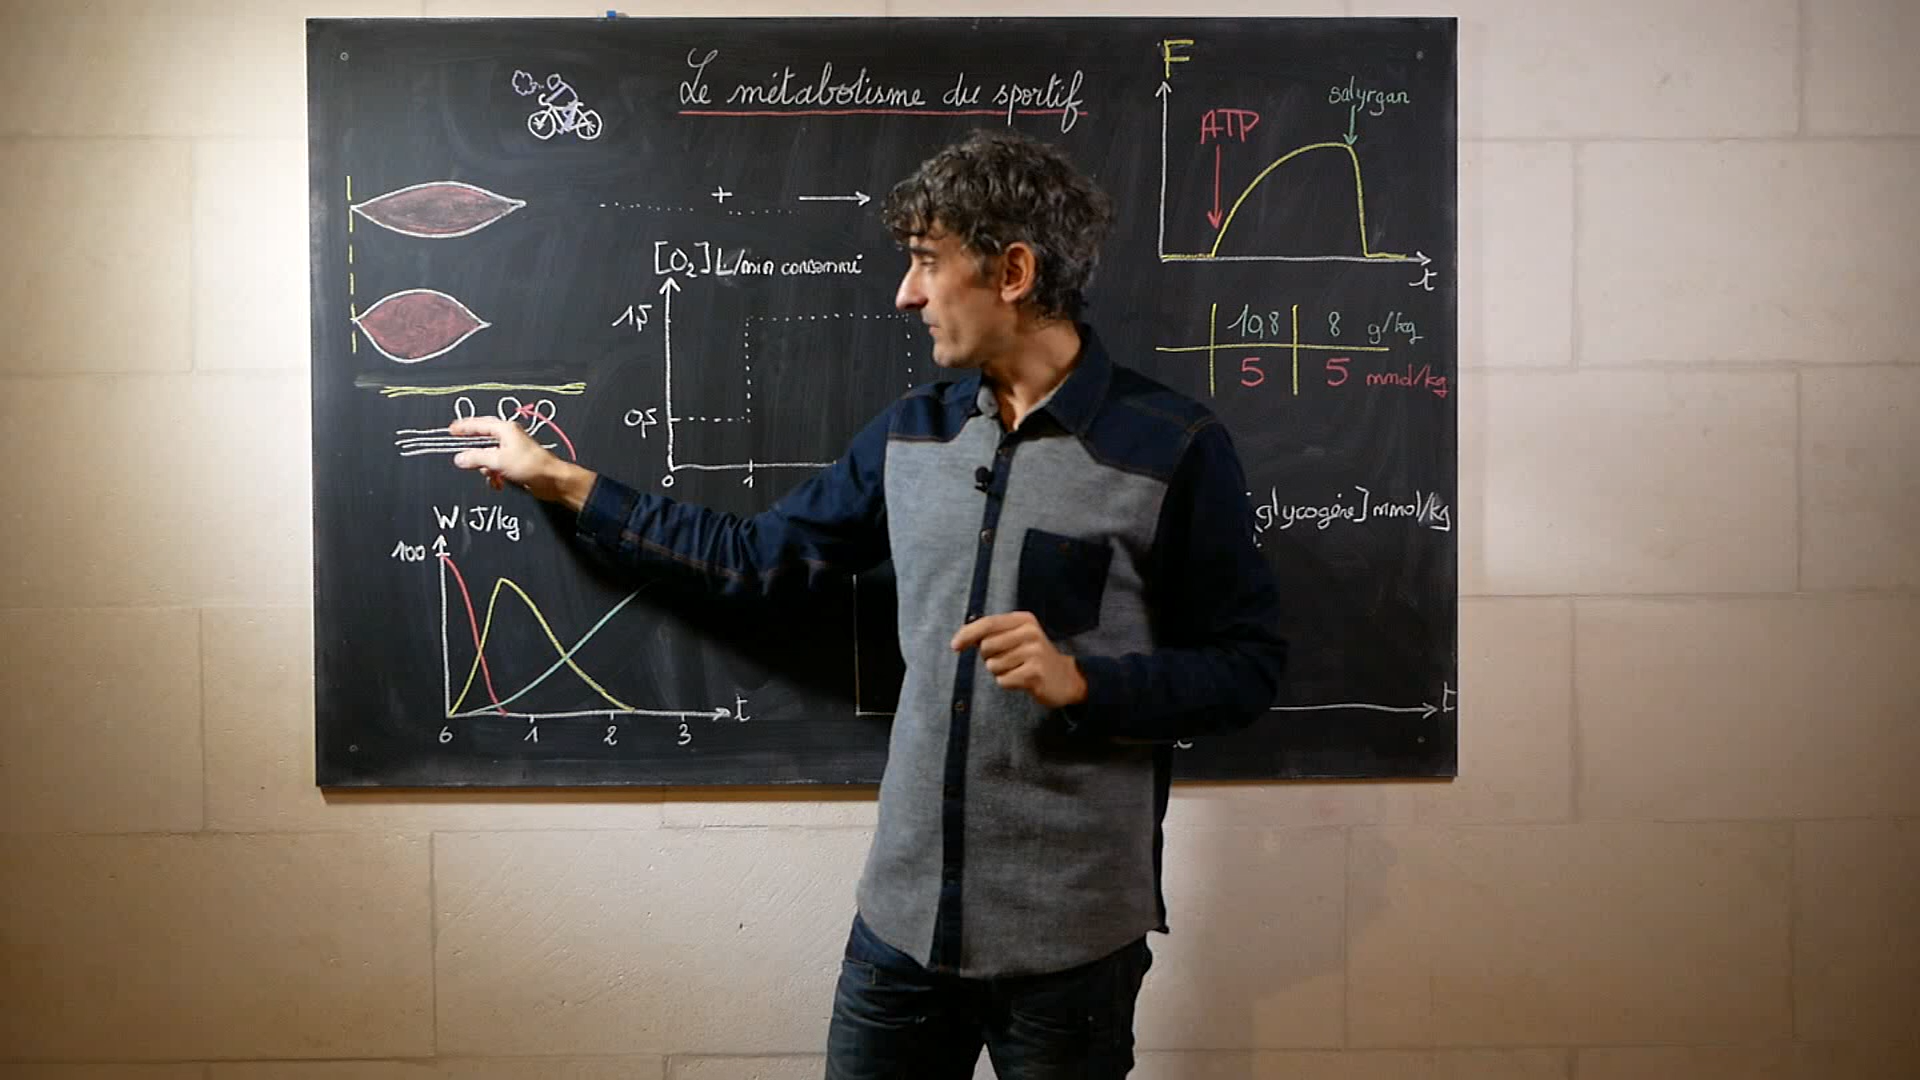 Le métabolisme du sportif
F
salyrgan
ATP
t
+
[O₂] L/min consommé
1,5
0,5
0 1
10,8 8 g/kg
5 5 mmol/kg
W J/kg
100
t
0 1 2 3
[glycogène] mmol/kg
t